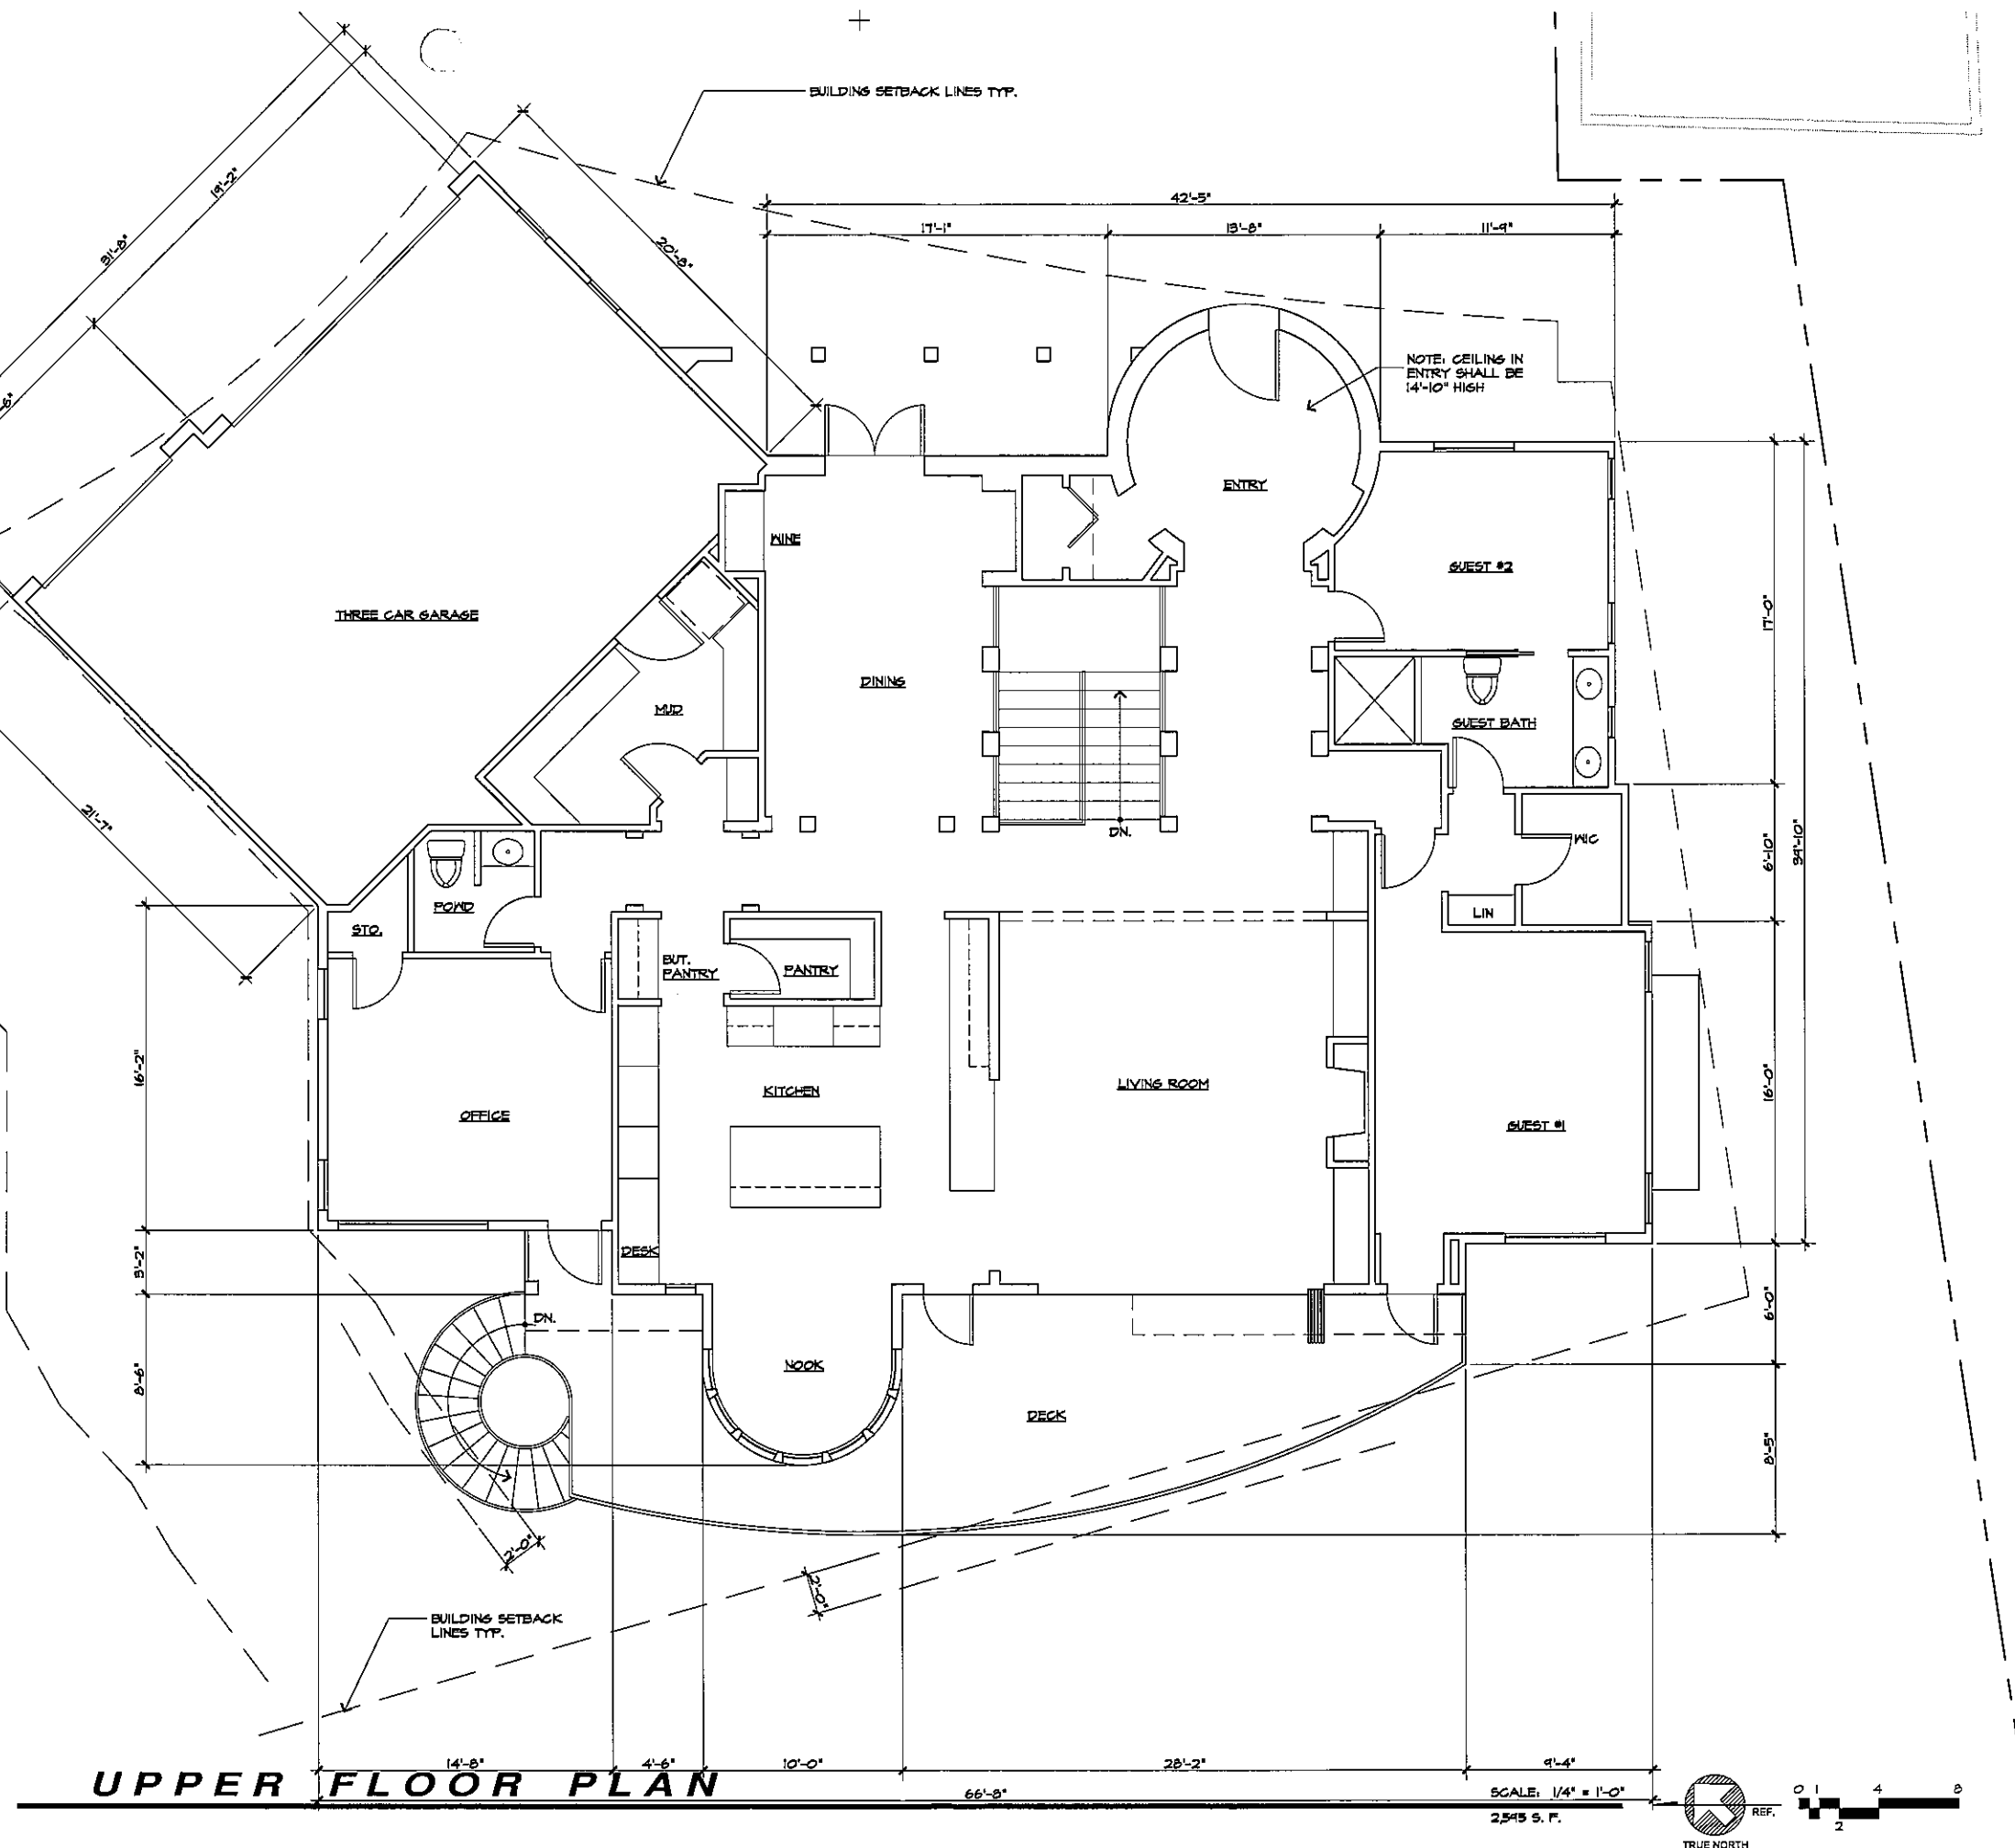 BUILDING SETBACK LINES TYP.
19'-2"
31'-8"
20'-8"
42'-5"
17'-1"
13'-8"
11'-9"
NOTE: CEILING IN
ENTRY SHALL BE
14'-10" HIGH
ENTRY
WINE
GUEST #2
THREE CAR GARAGE
17'-0"
DINING
MUD
GUEST BATH
21'-7"
DN.
WIC
6'-10"
39'-10"
POWD
LIN
STO.
BUT.
PANTRY
PANTRY
16'-2"
KITCHEN
LIVING ROOM
16'-0"
OFFICE
GUEST #1
3'-2"
DESK
DN.
6'-0"
8'-6"
NOOK
DECK
8'-5"
2'-0"
2'-0"
BUILDING SETBACK
LINES TYP.
14'-8"
4'-6"
10'-0"
28'-2"
9'-4"
UPPER FLOOR PLAN
66'-8"
SCALE: 1/4" = 1'-0"
2,593 S. F.
REF.
TRUE NORTH
0 1 4 8
2